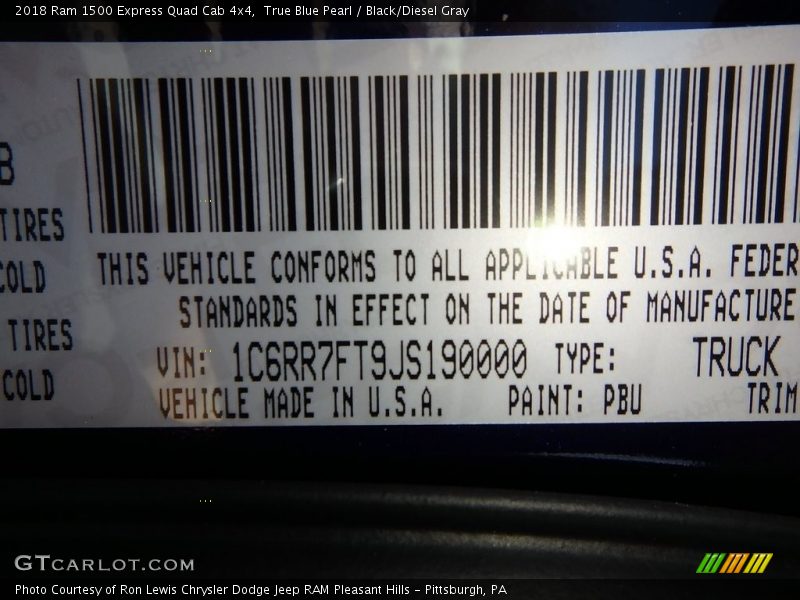 2018 Ram 1500 Express Quad Cab 4x4,  True Blue Pearl / Black/Diesel Gray
B
TIRES
COLD
TIRES
COLD
THIS VEHICLE CONFORMS TO ALL APPLICABLE U.S.A. FEDER
STANDARDS IN EFFECT ON THE DATE OF MANUFACTURE
VIN: 1C6RR7FT9JS190000 TYPE: TRUCK
VEHICLE MADE IN U.S.A. PAINT: PBU TRIM
GTCARLOT.COM
Photo Courtesy of Ron Lewis Chrysler Dodge Jeep RAM Pleasant Hills - Pittsburgh, PA